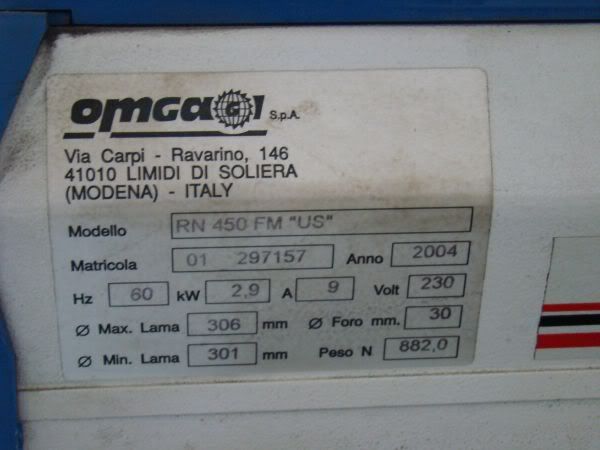 omga G S.p.A.
Via Carpi - Ravarino, 146
41010 LIMIDI DI SOLIERA
(MODENA) - ITALY
Modello RN 450 FM "US"
Matricola 01 297157 Anno 2004
Hz 60 kW 2,9 A 9 Volt 230
Ø Max. Lama 306 mm Ø Foro mm. 30
Ø Min. Lama 301 mm Peso N 882,0